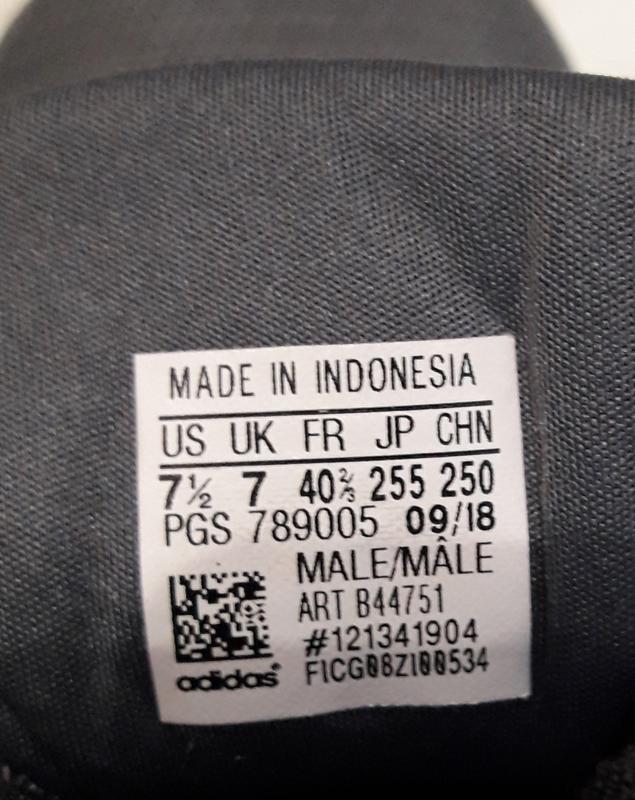 MADE IN INDONESIA
US UK FR JP CHN
7½ 7 40⅔ 255 250
PGS 789005 09/18
MALE/MÂLE
ART B44751
#121341904
FICG08ZI00534
adidas®